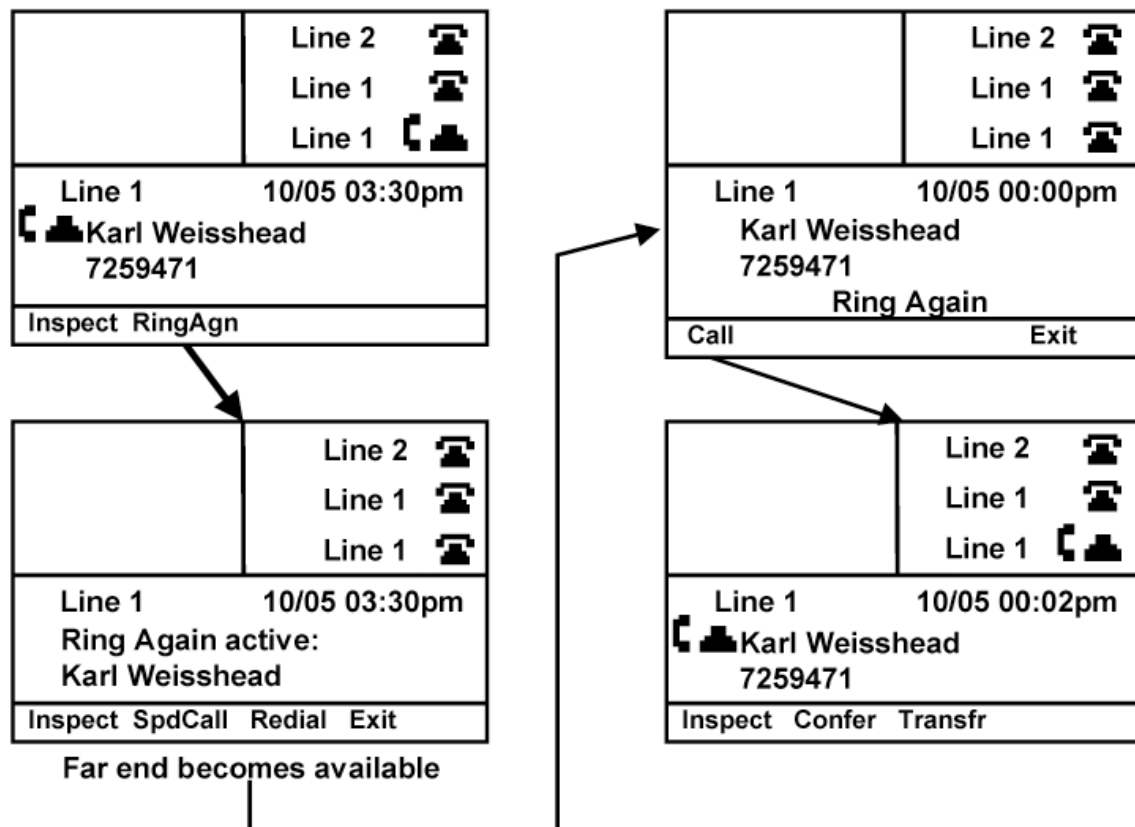 Line 2
Line 1
Line 1
Line 1 10/05 03:30pm
Karl Weisshead
7259471
Inspect RingAgn
Line 2
Line 1
Line 1
Line 1 10/05 03:30pm
Ring Again active:
Karl Weisshead
Inspect SpdCall Redial Exit
Far end becomes available
Line 2
Line 1
Line 1
Line 1 10/05 00:00pm
Karl Weisshead
7259471
Ring Again
Call Exit
Line 2
Line 1
Line 1
Line 1 10/05 00:02pm
Karl Weisshead
7259471
Inspect Confer Transfr